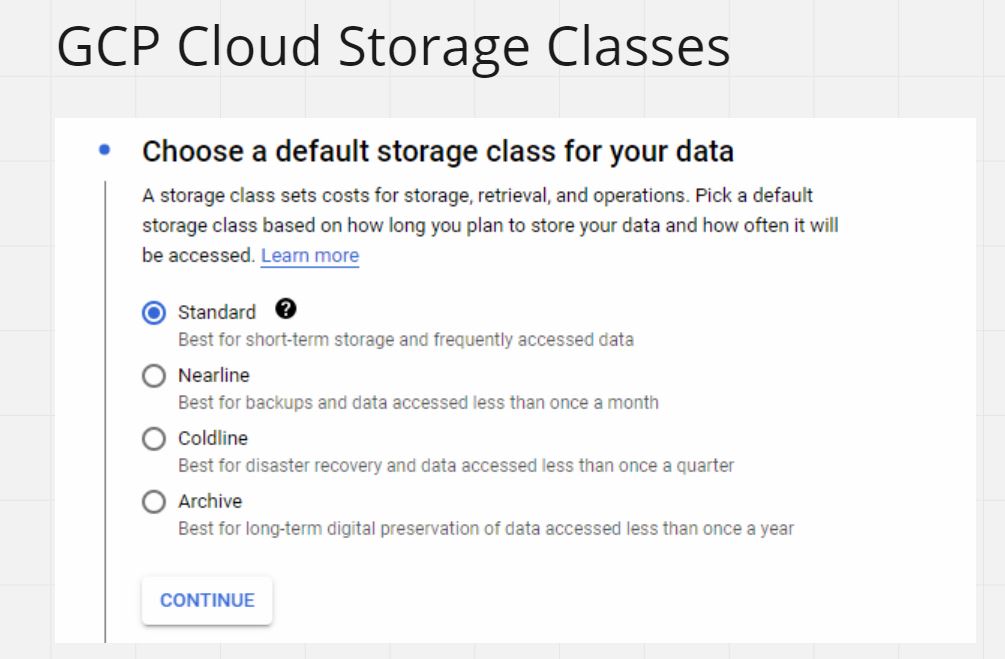 GCP Cloud Storage Classes
Choose a default storage class for your data
A storage class sets costs for storage, retrieval, and operations. Pick a default
storage class based on how long you plan to store your data and how often it will
be accessed. Learn more
Standard ?
Best for short-term storage and frequently accessed data
Nearline
Best for backups and data accessed less than once a month
Coldline
Best for disaster recovery and data accessed less than once a quarter
Archive
Best for long-term digital preservation of data accessed less than once a year
CONTINUE